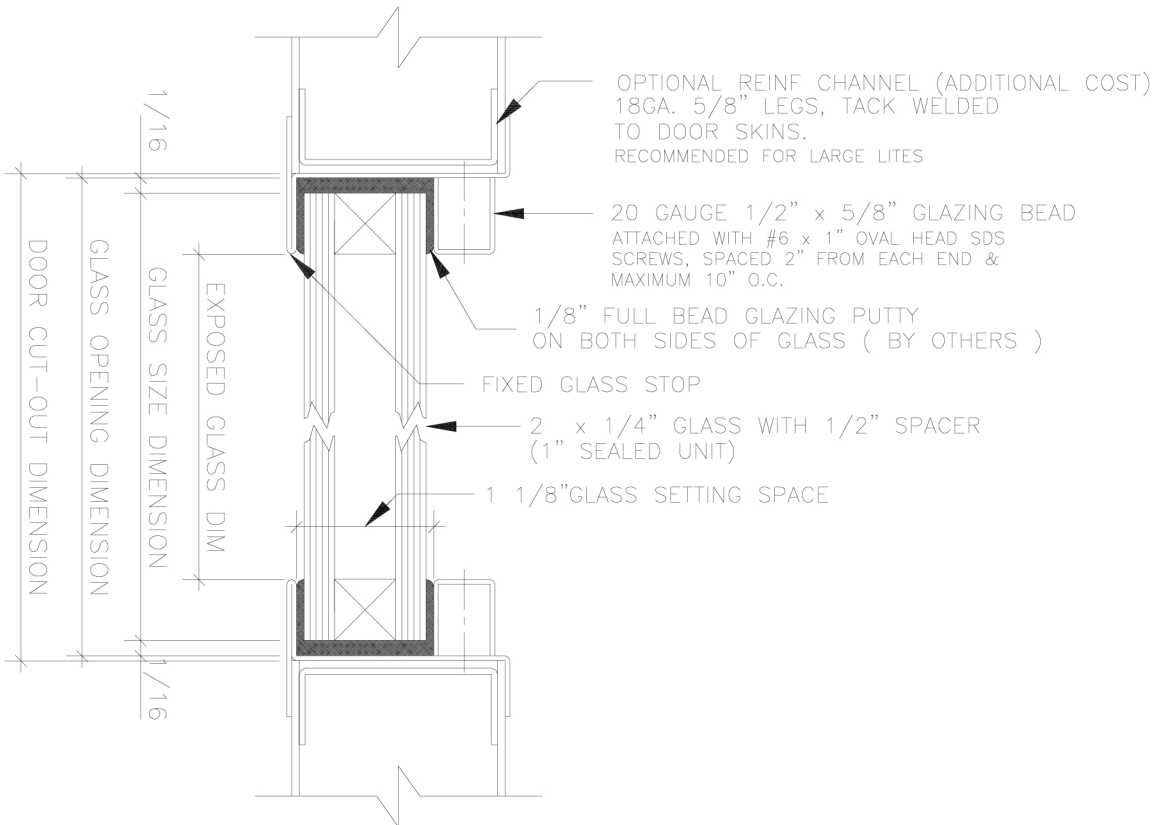 OPTIONAL REINF CHANNEL (ADDITIONAL COST)
18GA. 5/8" LEGS, TACK WELDED
TO DOOR SKINS.
RECOMMENDED FOR LARGE LITES
20 GAUGE 1/2" x 5/8" GLAZING BEAD
ATTACHED WITH #6 x 1" OVAL HEAD SDS
SCREWS, SPACED 2" FROM EACH END &
MAXIMUM 10" O.C.
1/8" FULL BEAD GLAZING PUTTY
ON BOTH SIDES OF GLASS ( BY OTHERS )
FIXED GLASS STOP
2 x 1/4" GLASS WITH 1/2" SPACER
(1" SEALED UNIT)
1 1/8"GLASS SETTING SPACE
1/16
EXPOSED GLASS DIM
GLASS SIZE DIMENSION
GLASS OPENING DIMENSION
DOOR CUT-OUT DIMENSION
1/16